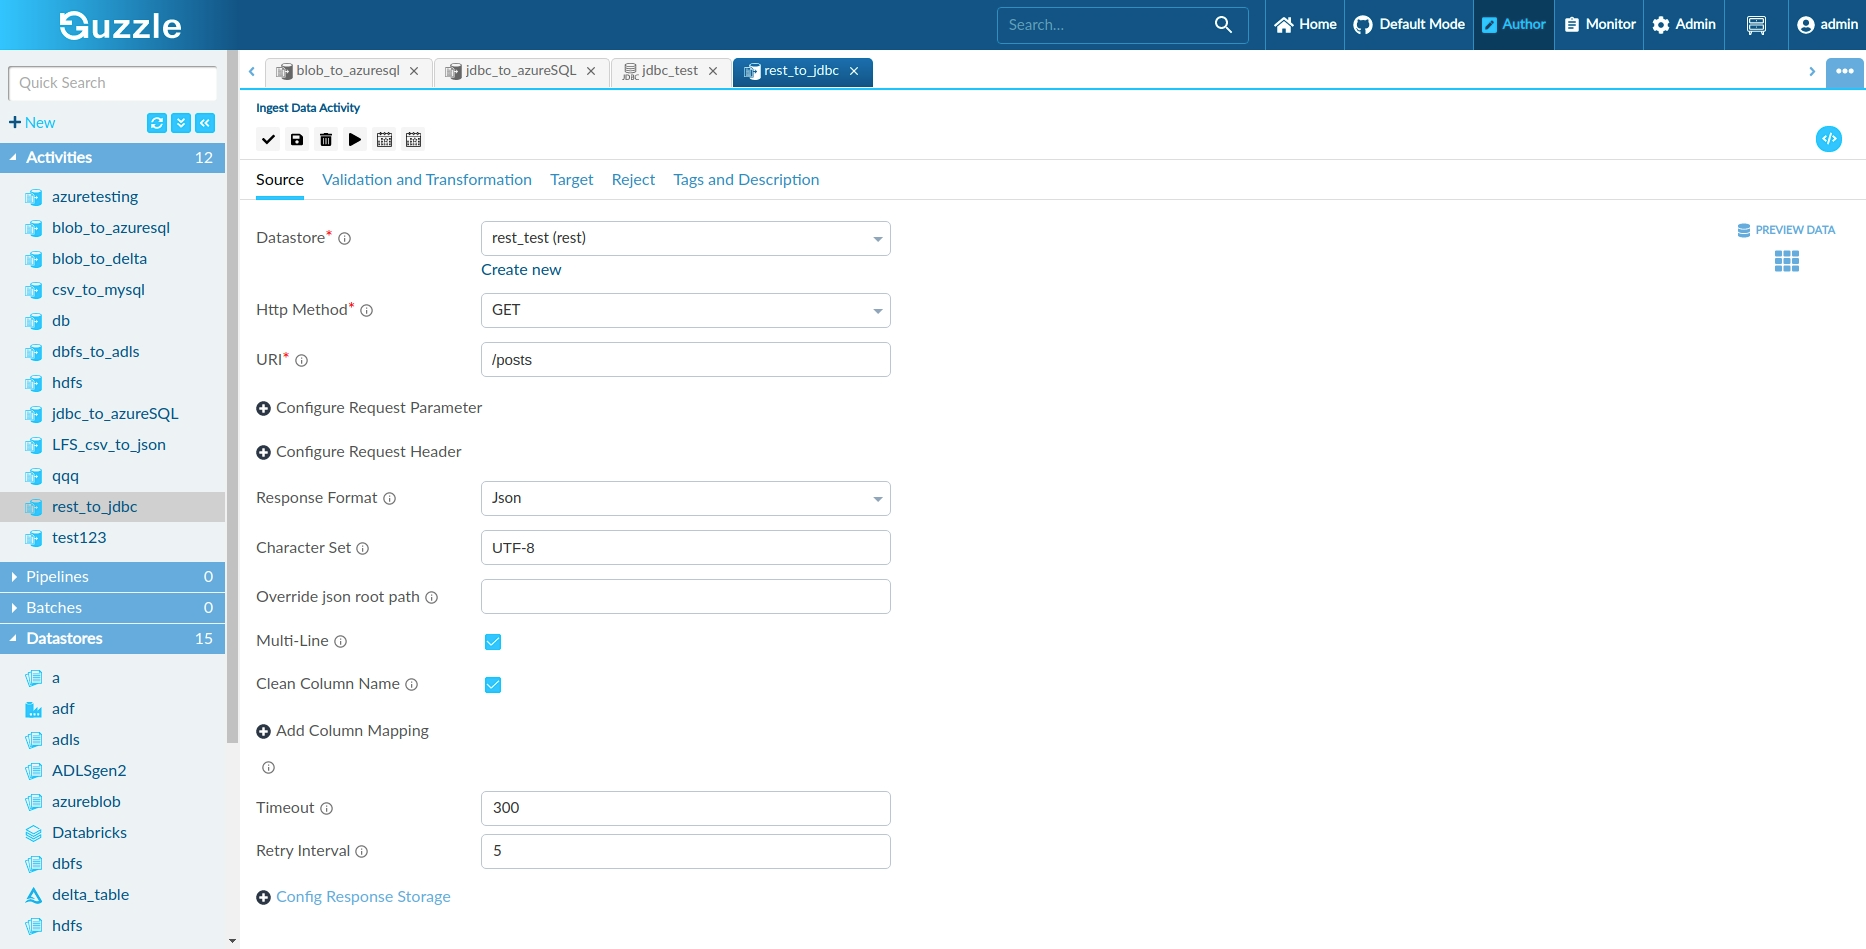 Guzzle
Search...
Home
Default Mode
Author
Monitor
Admin
admin
Quick Search
New
Activities 12
azuretesting
blob_to_azuresql
blob_to_delta
csv_to_mysql
db
dbfs_to_adls
hdfs
jdbc_to_azureSQL
LFS_csv_to_json
qqq
rest_to_jdbc
test123
Pipelines 0
Batches 0
Datastores 15
a
adf
adls
ADLSgen2
azureblob
Databricks
dbfs
delta_table
hdfs
blob_to_azuresql
jdbc_to_azureSQL
JDBC jdbc_test
rest_to_jdbc
Ingest Data Activity
Source
Validation and Transformation
Target
Reject
Tags and Description
Datastore* rest_test (rest)
Create new
PREVIEW DATA
Http Method* GET
URI* /posts
Configure Request Parameter
Configure Request Header
Response Format Json
Character Set UTF-8
Override json root path
Multi-Line
Clean Column Name
Add Column Mapping
Timeout 300
Retry Interval 5
Config Response Storage